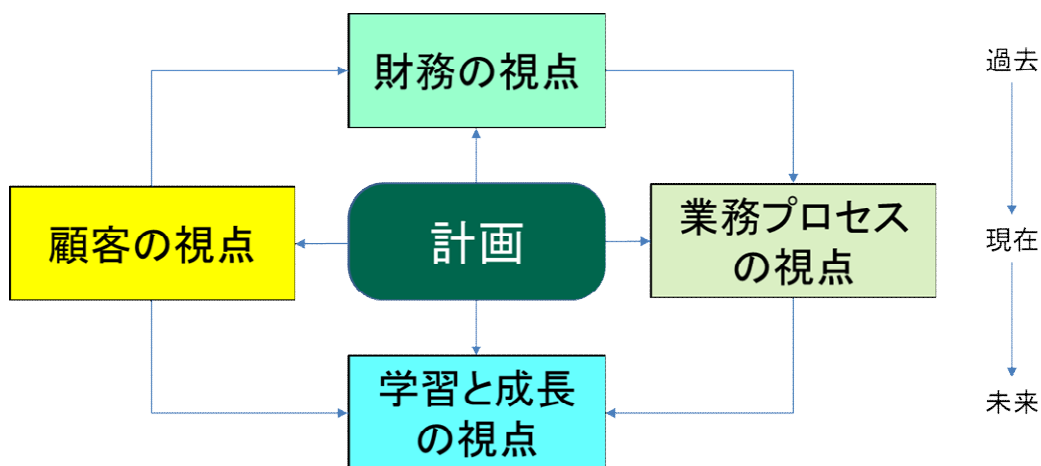 財務の視点
過去
顧客の視点
計画
業務プロセス
の視点
現在
学習と成長
の視点
未来